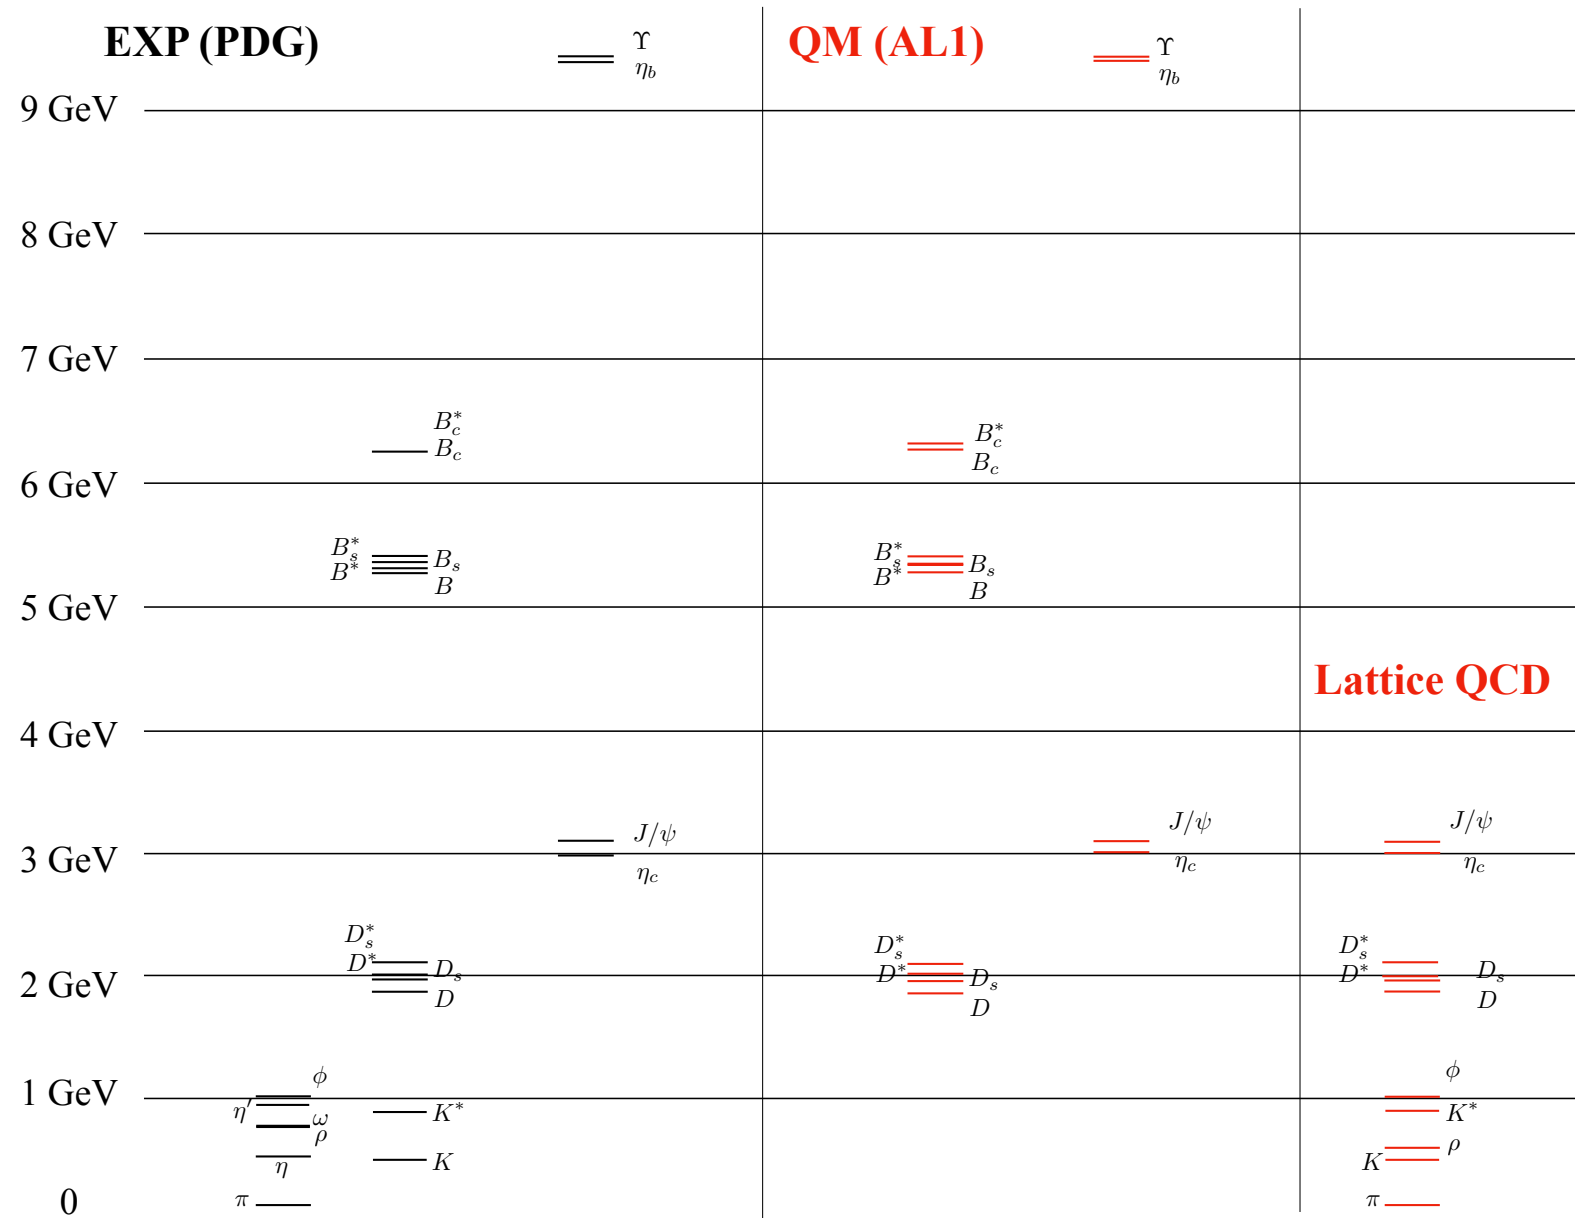 EXP (PDG)
QM (AL1)
Lattice QCD
9 GeV
8 GeV
7 GeV
6 GeV
5 GeV
4 GeV
3 GeV
2 GeV
1 GeV
0
Υ
η_b
B_c^*
B_c
B_s^*
B^*
B_s
B
J/ψ
η_c
D_s^*
D^*
D_s
D
ϕ
η′
ω
ρ
η
π
K^*
K
Υ
η_b
B_c^*
B_c
B_s^*
B^*
B_s
B
J/ψ
η_c
D_s^*
D^*
D_s
D
J/ψ
η_c
D_s^*
D^*
D_s
D
ϕ
K^*
ρ
K
π